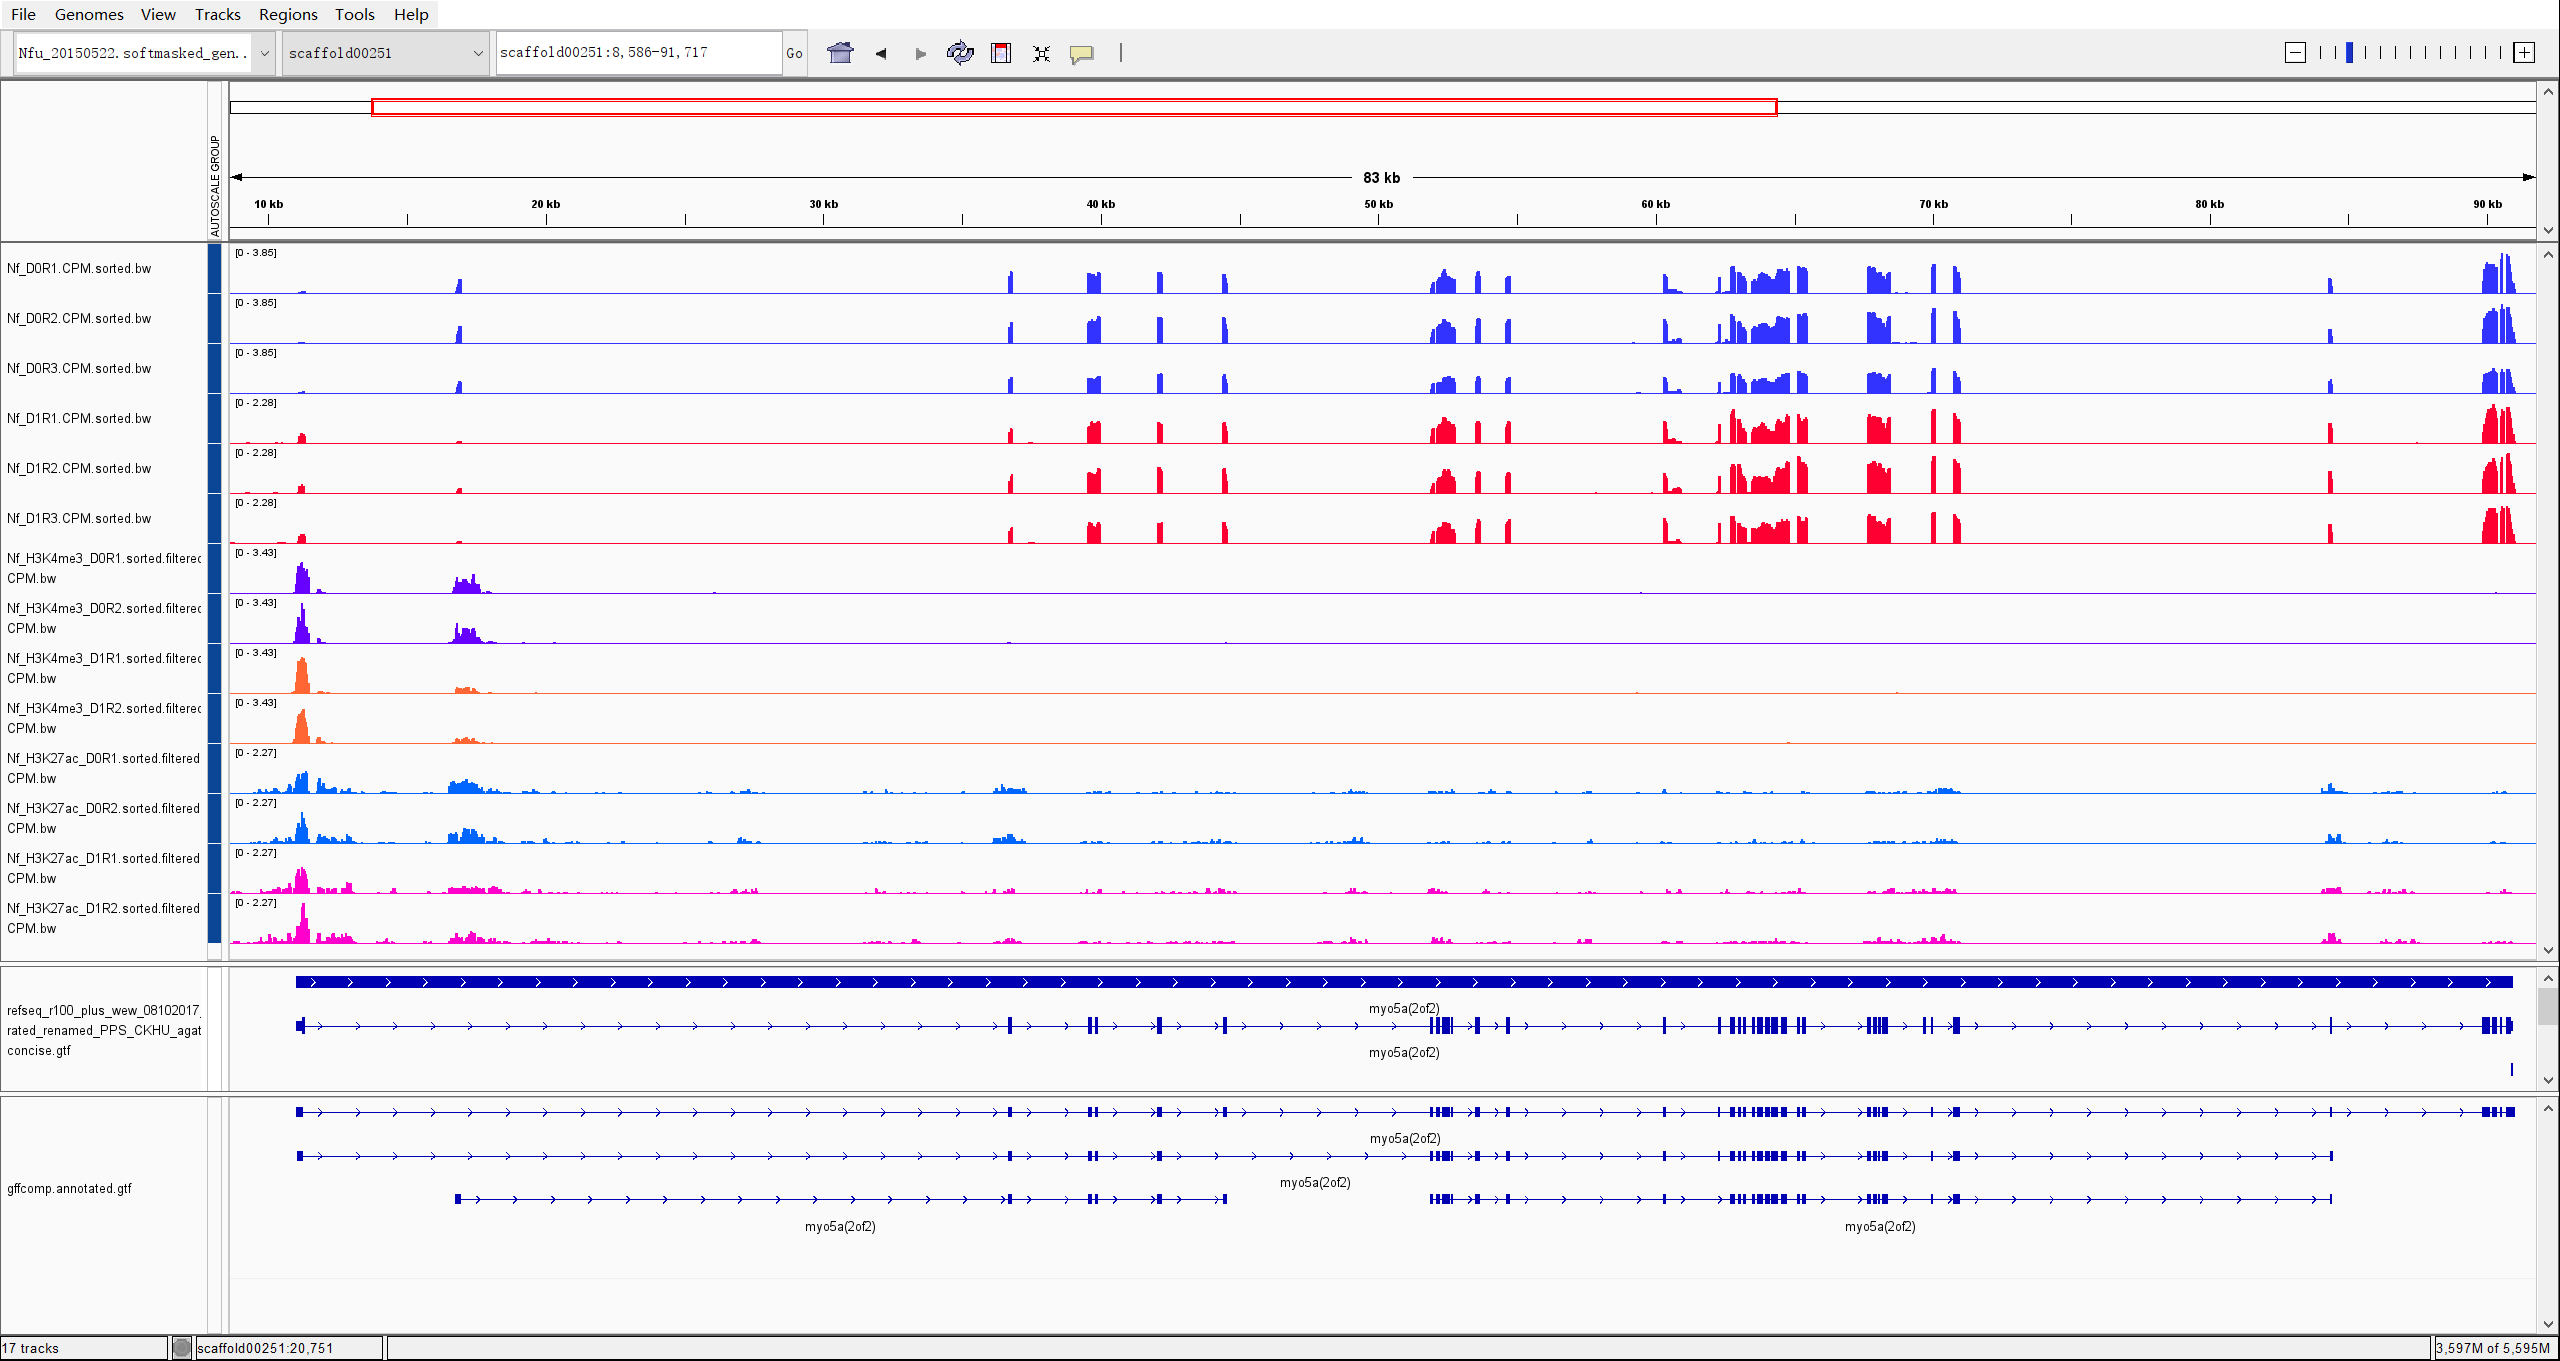 File Genomes View Tracks Regions Tools Help
Nfu_20150522.softmasked_gen.. scaffold00251 scaffold00251:8,586-91,717 Go
AUTOSCALE GROUP
83 kb
10 kb 20 kb 30 kb 40 kb 50 kb 60 kb 70 kb 80 kb 90 kb
[0 - 3.85]
Nf_D0R1.CPM.sorted.bw
[0 - 3.85]
Nf_D0R2.CPM.sorted.bw
[0 - 3.85]
Nf_D0R3.CPM.sorted.bw
[0 - 2.28]
Nf_D1R1.CPM.sorted.bw
[0 - 2.28]
Nf_D1R2.CPM.sorted.bw
[0 - 2.28]
Nf_D1R3.CPM.sorted.bw
[0 - 3.43]
Nf_H3K4me3_D0R1.sorted.filtered
CPM.bw
[0 - 3.43]
Nf_H3K4me3_D0R2.sorted.filtered
CPM.bw
[0 - 3.43]
Nf_H3K4me3_D1R1.sorted.filtered
CPM.bw
[0 - 3.43]
Nf_H3K4me3_D1R2.sorted.filtered
CPM.bw
[0 - 2.27]
Nf_H3K27ac_D0R1.sorted.filtered
CPM.bw
[0 - 2.27]
Nf_H3K27ac_D0R2.sorted.filtered
CPM.bw
[0 - 2.27]
Nf_H3K27ac_D1R1.sorted.filtered
CPM.bw
[0 - 2.27]
Nf_H3K27ac_D1R2.sorted.filtered
CPM.bw
refseq_r100_plus_wew_08102017_
rated_renamed_PPS_CKHU_agat
concise.gtf
myo5a(2of2)
myo5a(2of2)
gffcomp.annotated.gtf
myo5a(2of2)
myo5a(2of2)
myo5a(2of2) myo5a(2of2)
17 tracks scaffold00251:20,751 3,597M of 5,595M